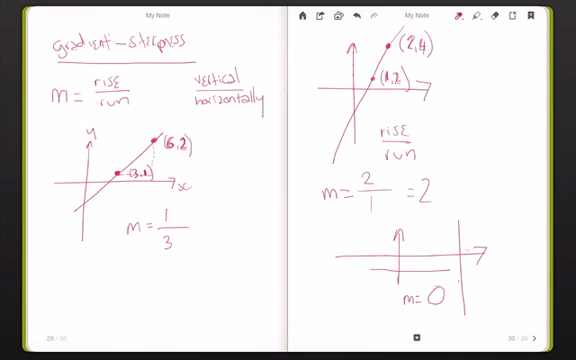 My Note
gradient - steepness
m = rise/run
vertical/horizontally
y
(6,2)
(3,1)
x
m = 1/3
29 / 30
My Note
(2,4)
(1,2)
rise/run
m = 2/1 = 2
m = 0
30 / 30